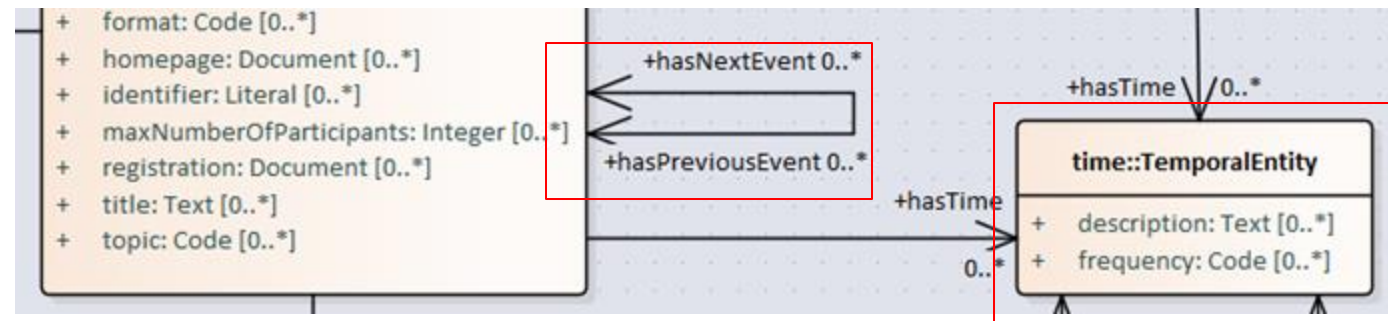 + format: Code [0..*]
+ homepage: Document [0..*]
+ identifier: Literal [0..*]
+ maxNumberOfParticipants: Integer [0..*]
+ registration: Document [0..*]
+ title: Text [0..*]
+ topic: Code [0..*]
+hasNextEvent 0..*
+hasPreviousEvent 0..*
+hasTime 0..*
+hasTime
0..*
time::TemporalEntity
+ description: Text [0..*]
+ frequency: Code [0..*]